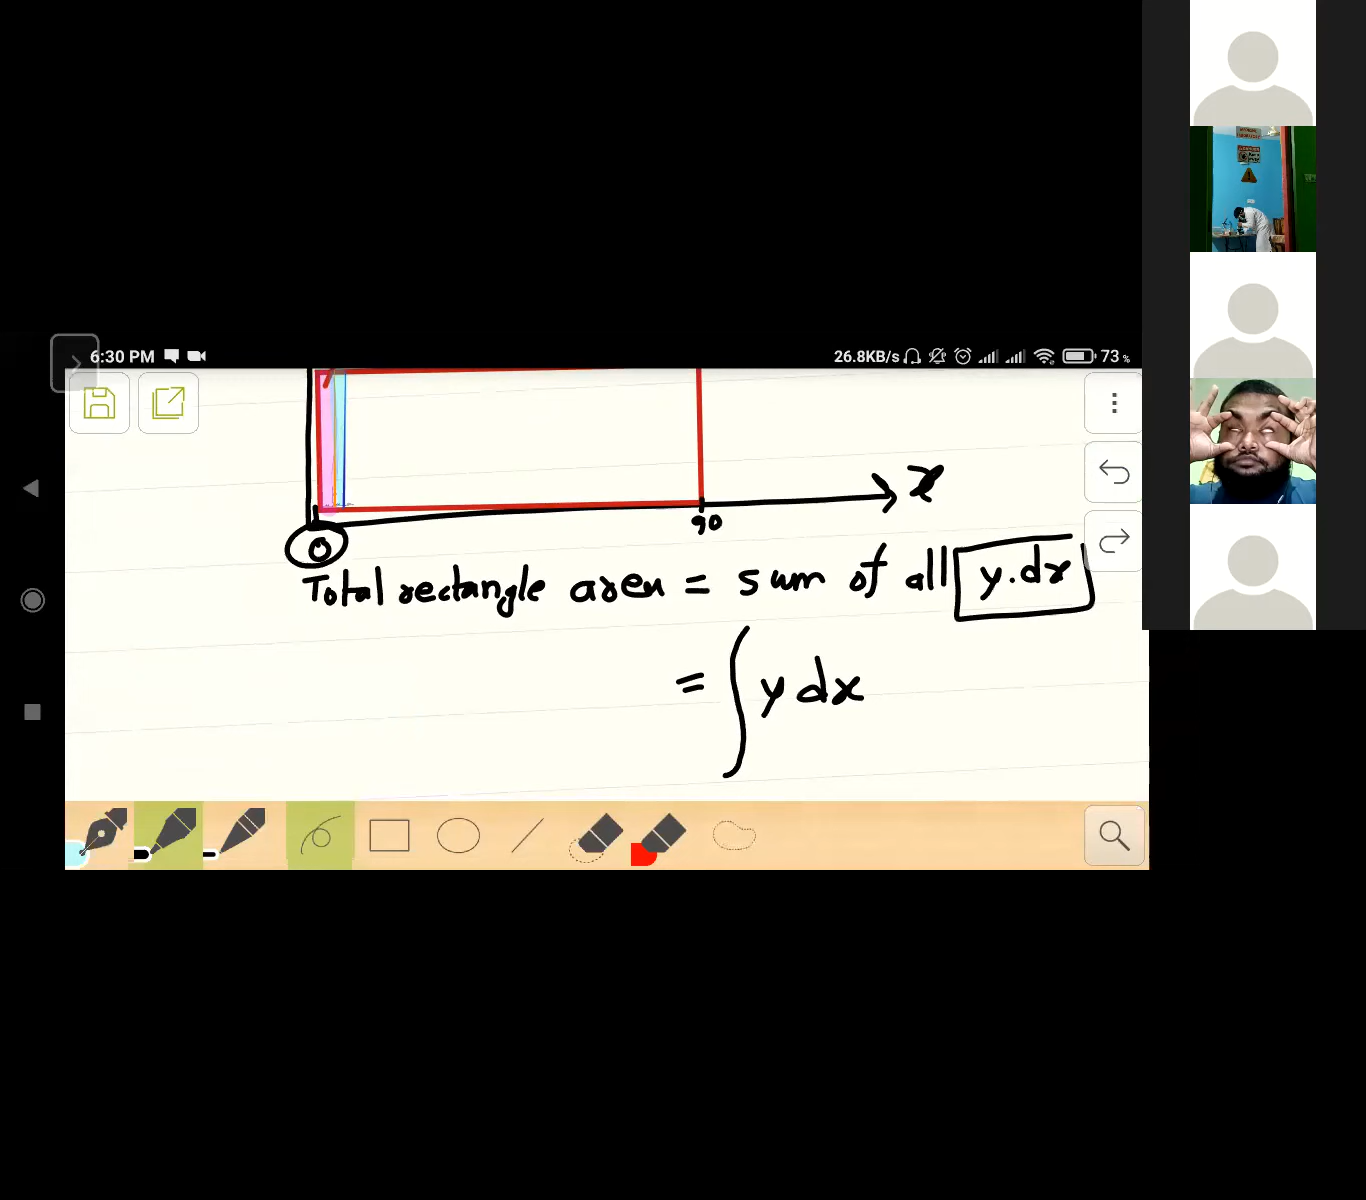 6:30 PM
26.8KB/s 73%
x
90
0
Total rectangle area = sum of all y.dx
= ∫ y dx